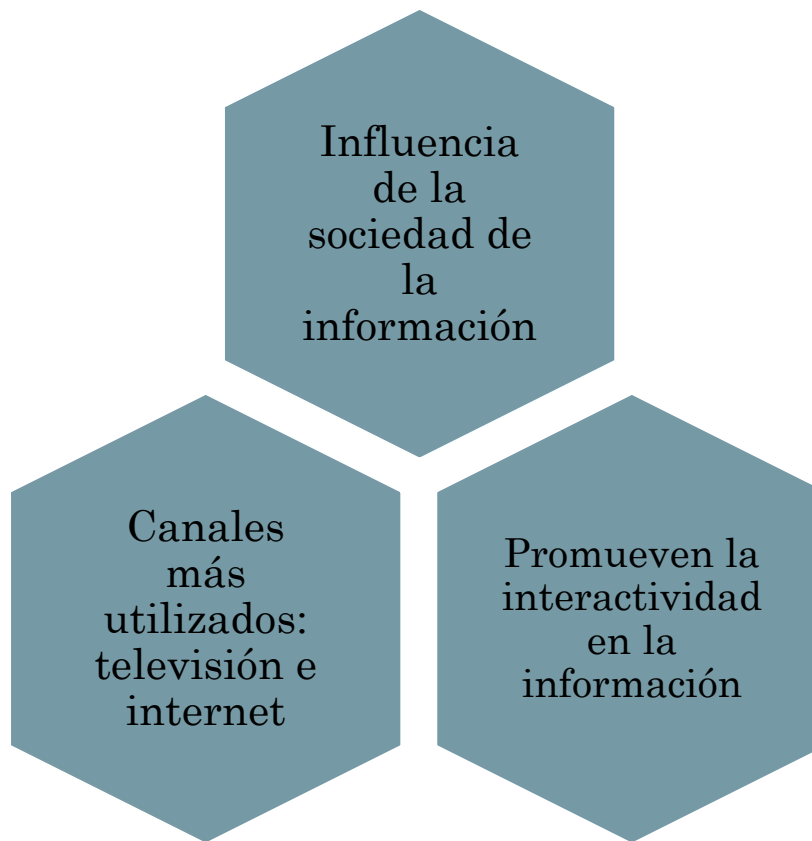 Influencia
de la
sociedad de
la
información
Canales
más
utilizados:
televisión e
internet
Promueven la
interactividad
en la
información